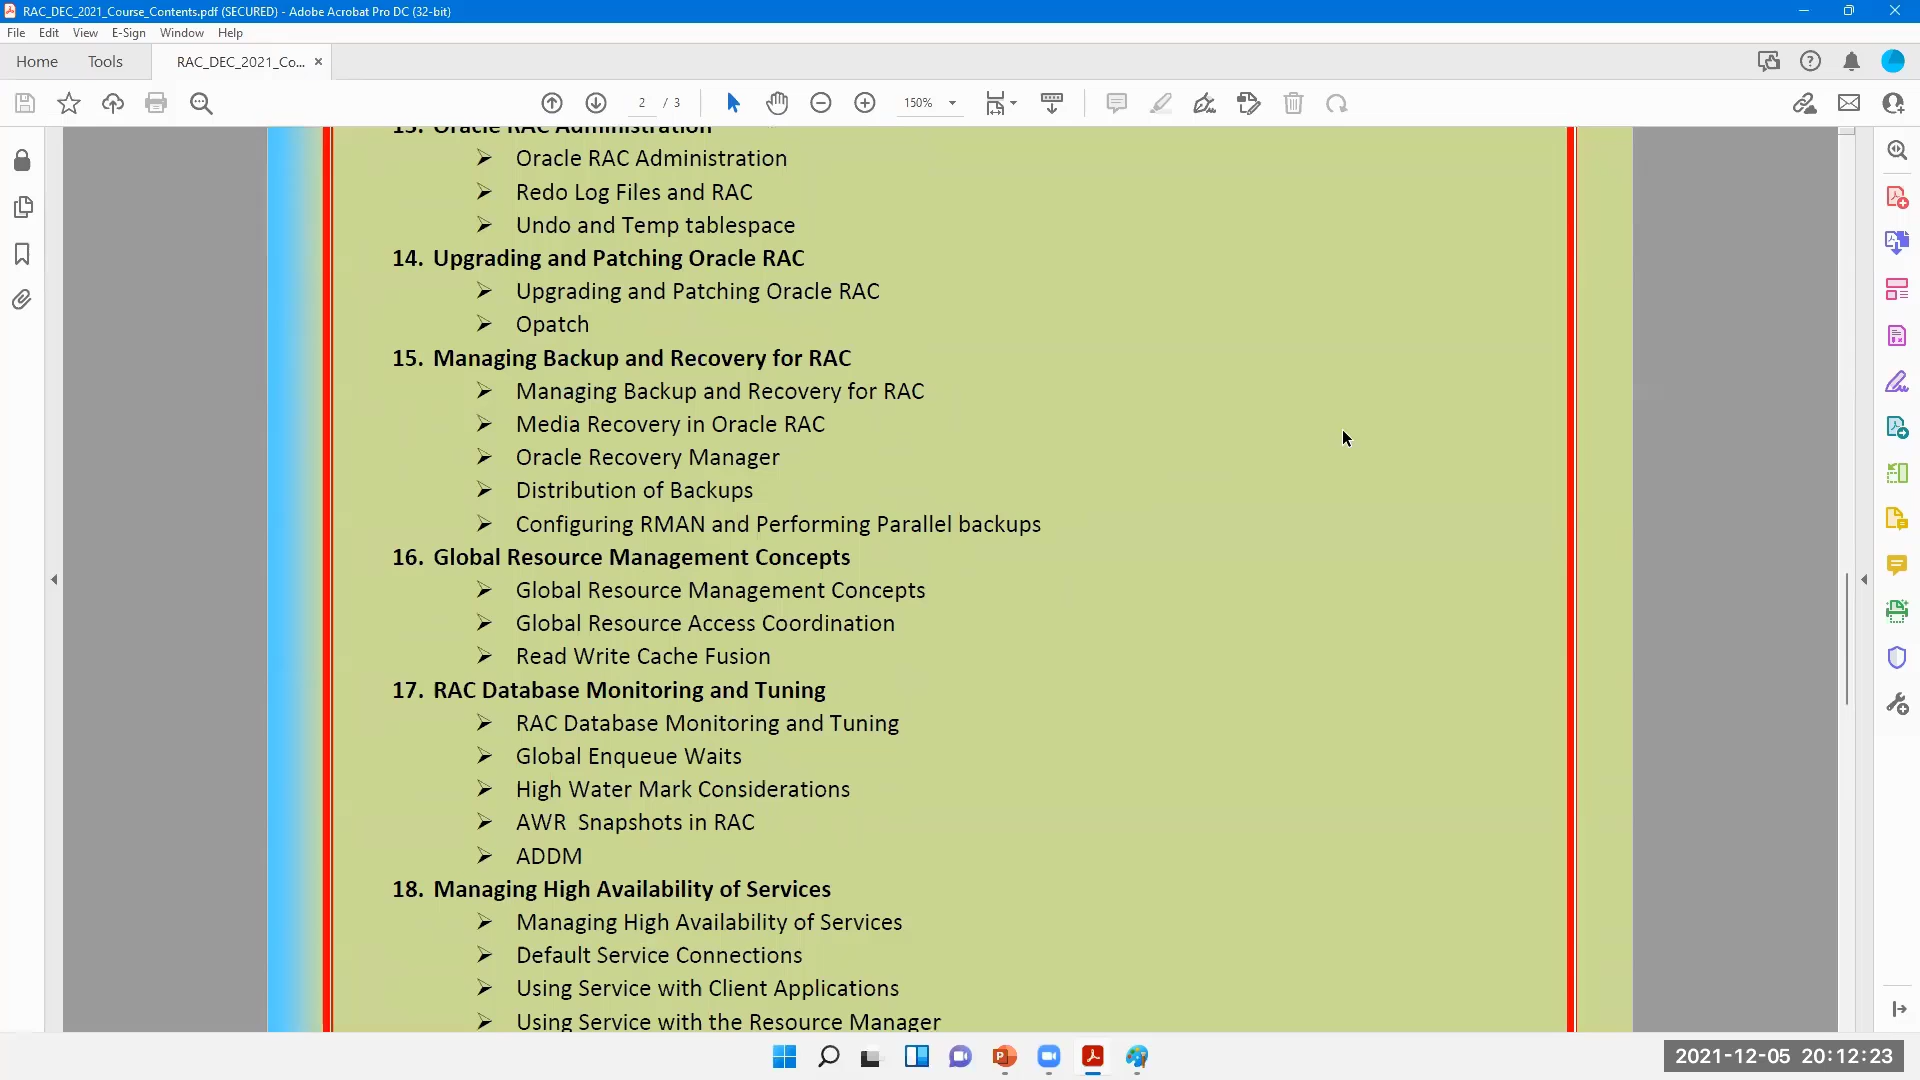 RAC_DEC_2021_Course_Contents.pdf (SECURED) - Adobe Acrobat Pro DC (32-bit)
File Edit View E-Sign Window Help
Home Tools RAC_DEC_2021_Co... ×
2 / 3 150%
13. Oracle RAC Administration
➢ Oracle RAC Administration
➢ Redo Log Files and RAC
➢ Undo and Temp tablespace
14. Upgrading and Patching Oracle RAC
➢ Upgrading and Patching Oracle RAC
➢ Opatch
15. Managing Backup and Recovery for RAC
➢ Managing Backup and Recovery for RAC
➢ Media Recovery in Oracle RAC
➢ Oracle Recovery Manager
➢ Distribution of Backups
➢ Configuring RMAN and Performing Parallel backups
16. Global Resource Management Concepts
➢ Global Resource Management Concepts
➢ Global Resource Access Coordination
➢ Read Write Cache Fusion
17. RAC Database Monitoring and Tuning
➢ RAC Database Monitoring and Tuning
➢ Global Enqueue Waits
➢ High Water Mark Considerations
➢ AWR  Snapshots in RAC
➢ ADDM
18. Managing High Availability of Services
➢ Managing High Availability of Services
➢ Default Service Connections
➢ Using Service with Client Applications
➢ Using Service with the Resource Manager
2021-12-05 20:12:23